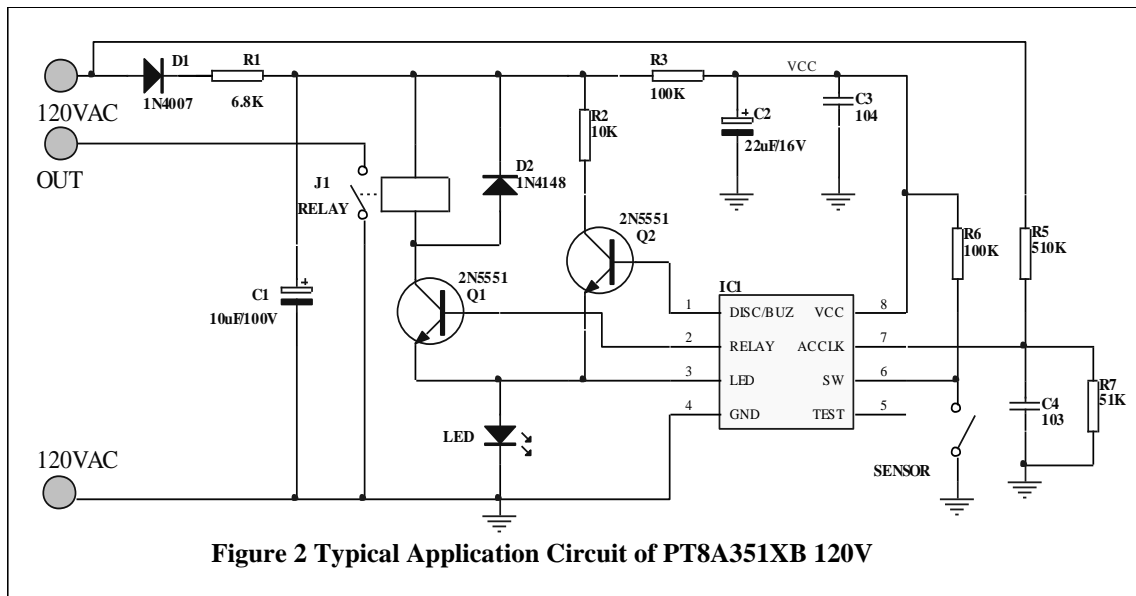 D1
R1
R3
VCC
120VAC
1N4007
6.8K
100K
C3
104
R2
10K
C2
22uF/16V
OUT
D2
1N4148
J1
RELAY
2N5551
Q2
R6
100K
R5
510K
2N5551
Q1
IC1
C1
10uF/100V
1
DISC/BUZ
VCC
8
2
RELAY
ACCLK
7
3
LED
SW
6
4
GND
TEST
5
R7
51K
C4
103
LED
SENSOR
120VAC
Figure 2 Typical Application Circuit of PT8A351XB 120V